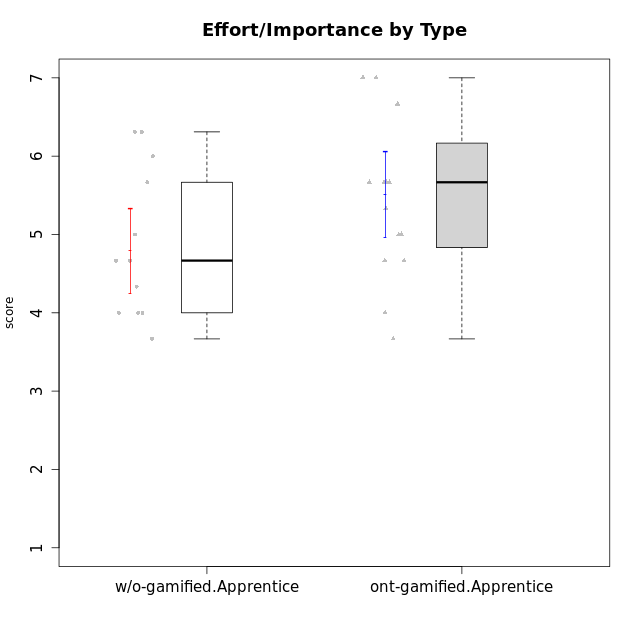 Effort/Importance by Type
score
7
6
5
4
3
2
1
w/o-gamified.Apprentice
ont-gamified.Apprentice